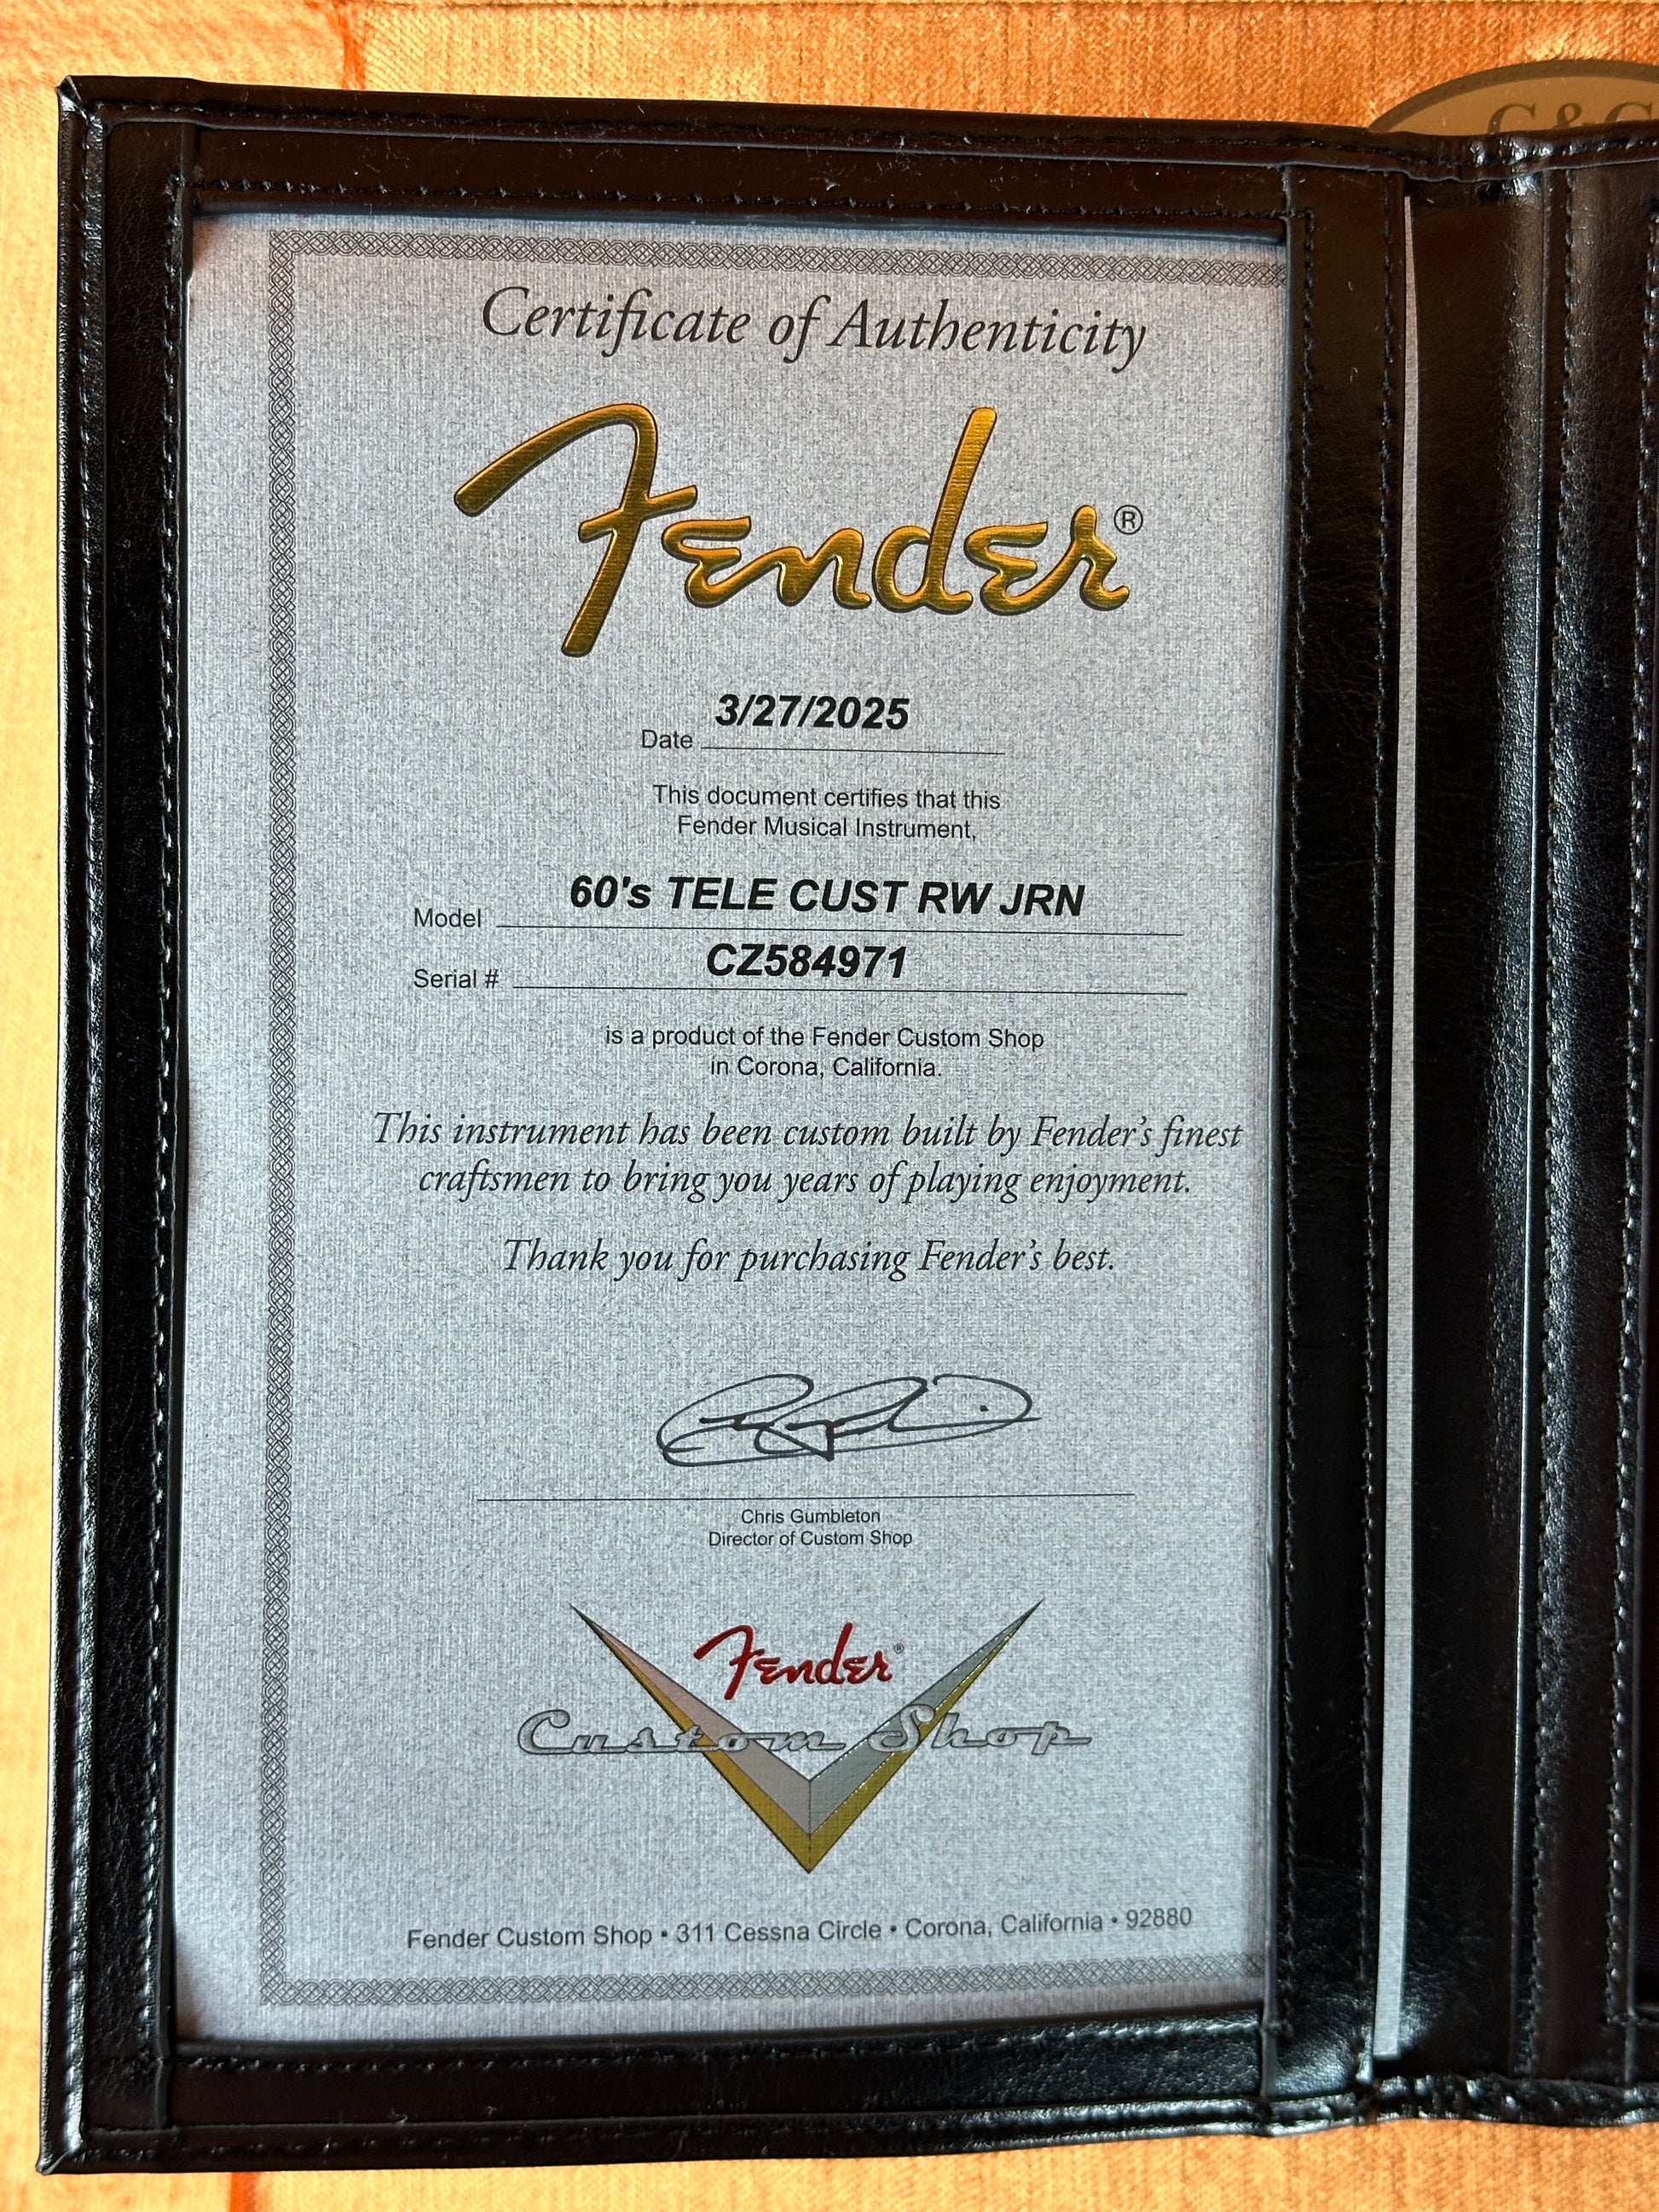 G&G
Certificate of Authenticity
Fender®
Date 3/27/2025
This document certifies that this
Fender Musical Instrument,
Model 60's TELE CUST RW JRN
Serial # CZ584971
is a product of the Fender Custom Shop
in Corona, California.
This instrument has been custom built by Fender's finest
craftsmen to bring you years of playing enjoyment.
Thank you for purchasing Fender's best.
Chris Gumbleton
Director of Custom Shop
Fender®
Custom Shop
Fender Custom Shop • 311 Cessna Circle • Corona, California • 92880